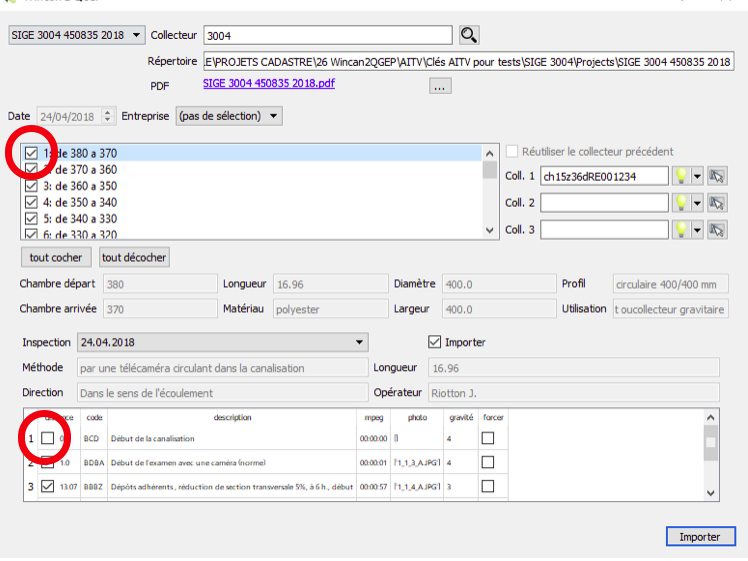 SIGE 3004 450835 2018 Collecteur 3004
Répertoire E\PROJETS CADASTRE\26 Wincan2QGEP\AITV\Clés AITV pour tests\SIGE 3004\Projects\SIGE 3004 450835 2018
PDF SIGE 3004 450835 2018.pdf ...
Date 24/04/2018 Entreprise (pas de sélection)
1: de 380 a 370 Réutiliser le collecteur précédent
2: de 370 a 360
3: de 360 a 350 Coll. 1 ch15z36dRE001234
4: de 350 a 340 Coll. 2
5: de 340 a 330
6: de 330 a 320 Coll. 3
tout cocher tout décocher
Chambre départ 380 Longueur 16.96 Diamètre 400.0 Profil circulaire 400/400 mm
Chambre arrivée 370 Matériau polyester Largeur 400.0 Utilisation t oucollecteur gravitaire
Inspection 24.04.2018 Importer
Méthode par une télécaméra circulant dans la canalisation Longueur 16.96
Direction Dans le sens de l'écoulement Opérateur Riotton J.
code description mpeg photo gravité forcer
1 BCD Début de la canalisation 00:00:00 [] 4
2 1.0 BDBA Début de l'examen avec une caméra (norme) 00:00:01 ['1_1_3_A.JPG'] 4
3 13.07 BBBZ Dépôts adhérents, réduction de section transversale 5%, à 6 h., début 00:00:57 ['1_1_4_A.JPG'] 3
Importer